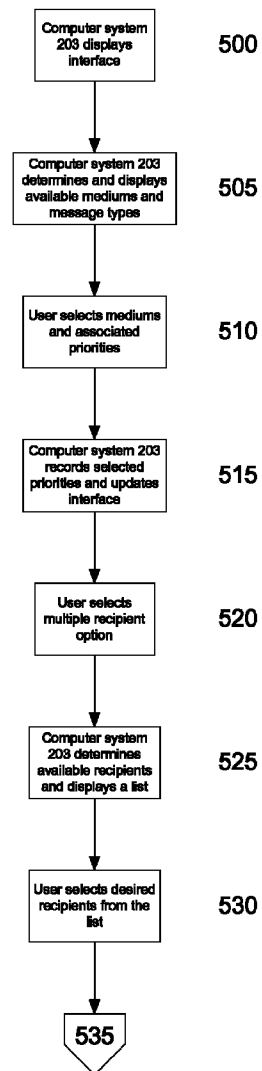 Computer system
203 displays
interface
500
Computer system 203
determines and displays
available mediums and
message types
505
User selects mediums
and associated
priorities
510
Computer system 203
records selected
priorities and updates
interface
515
User selects
multiple recipient
option
520
Computer system
203 determines
available recipients
and displays a list
525
User selects desired
recipients from the
list
530
535